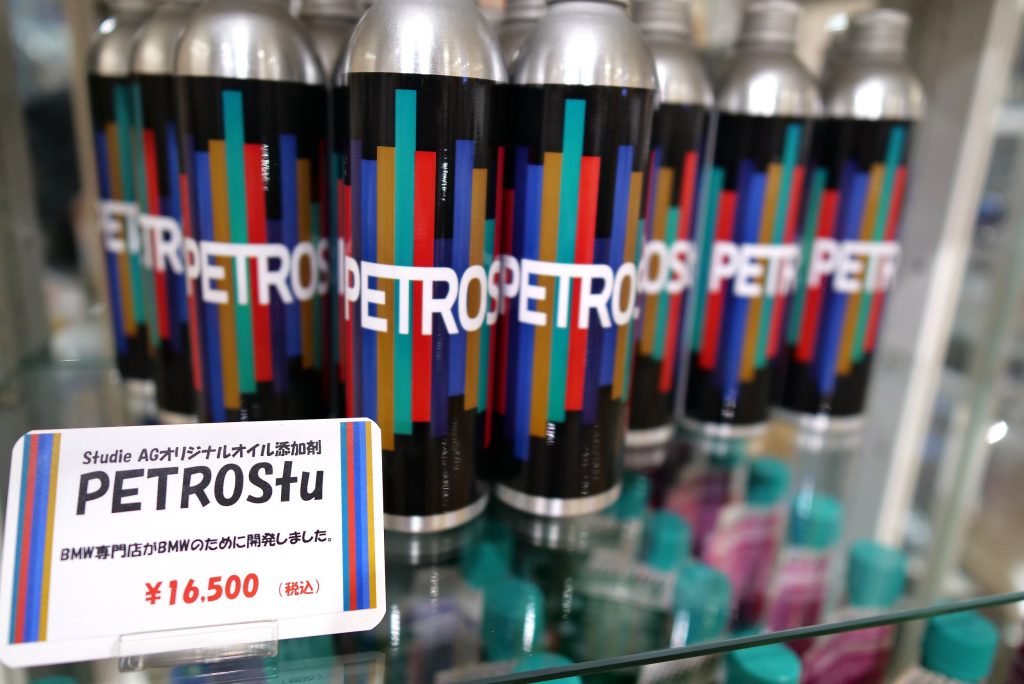 PETROS
PETROS
PETROS
PETR
PETR
Studie AGオリジナルオイル添加剤
PETROStu
BMW専門店がBMWのために開発しました。
¥16,500（税込）